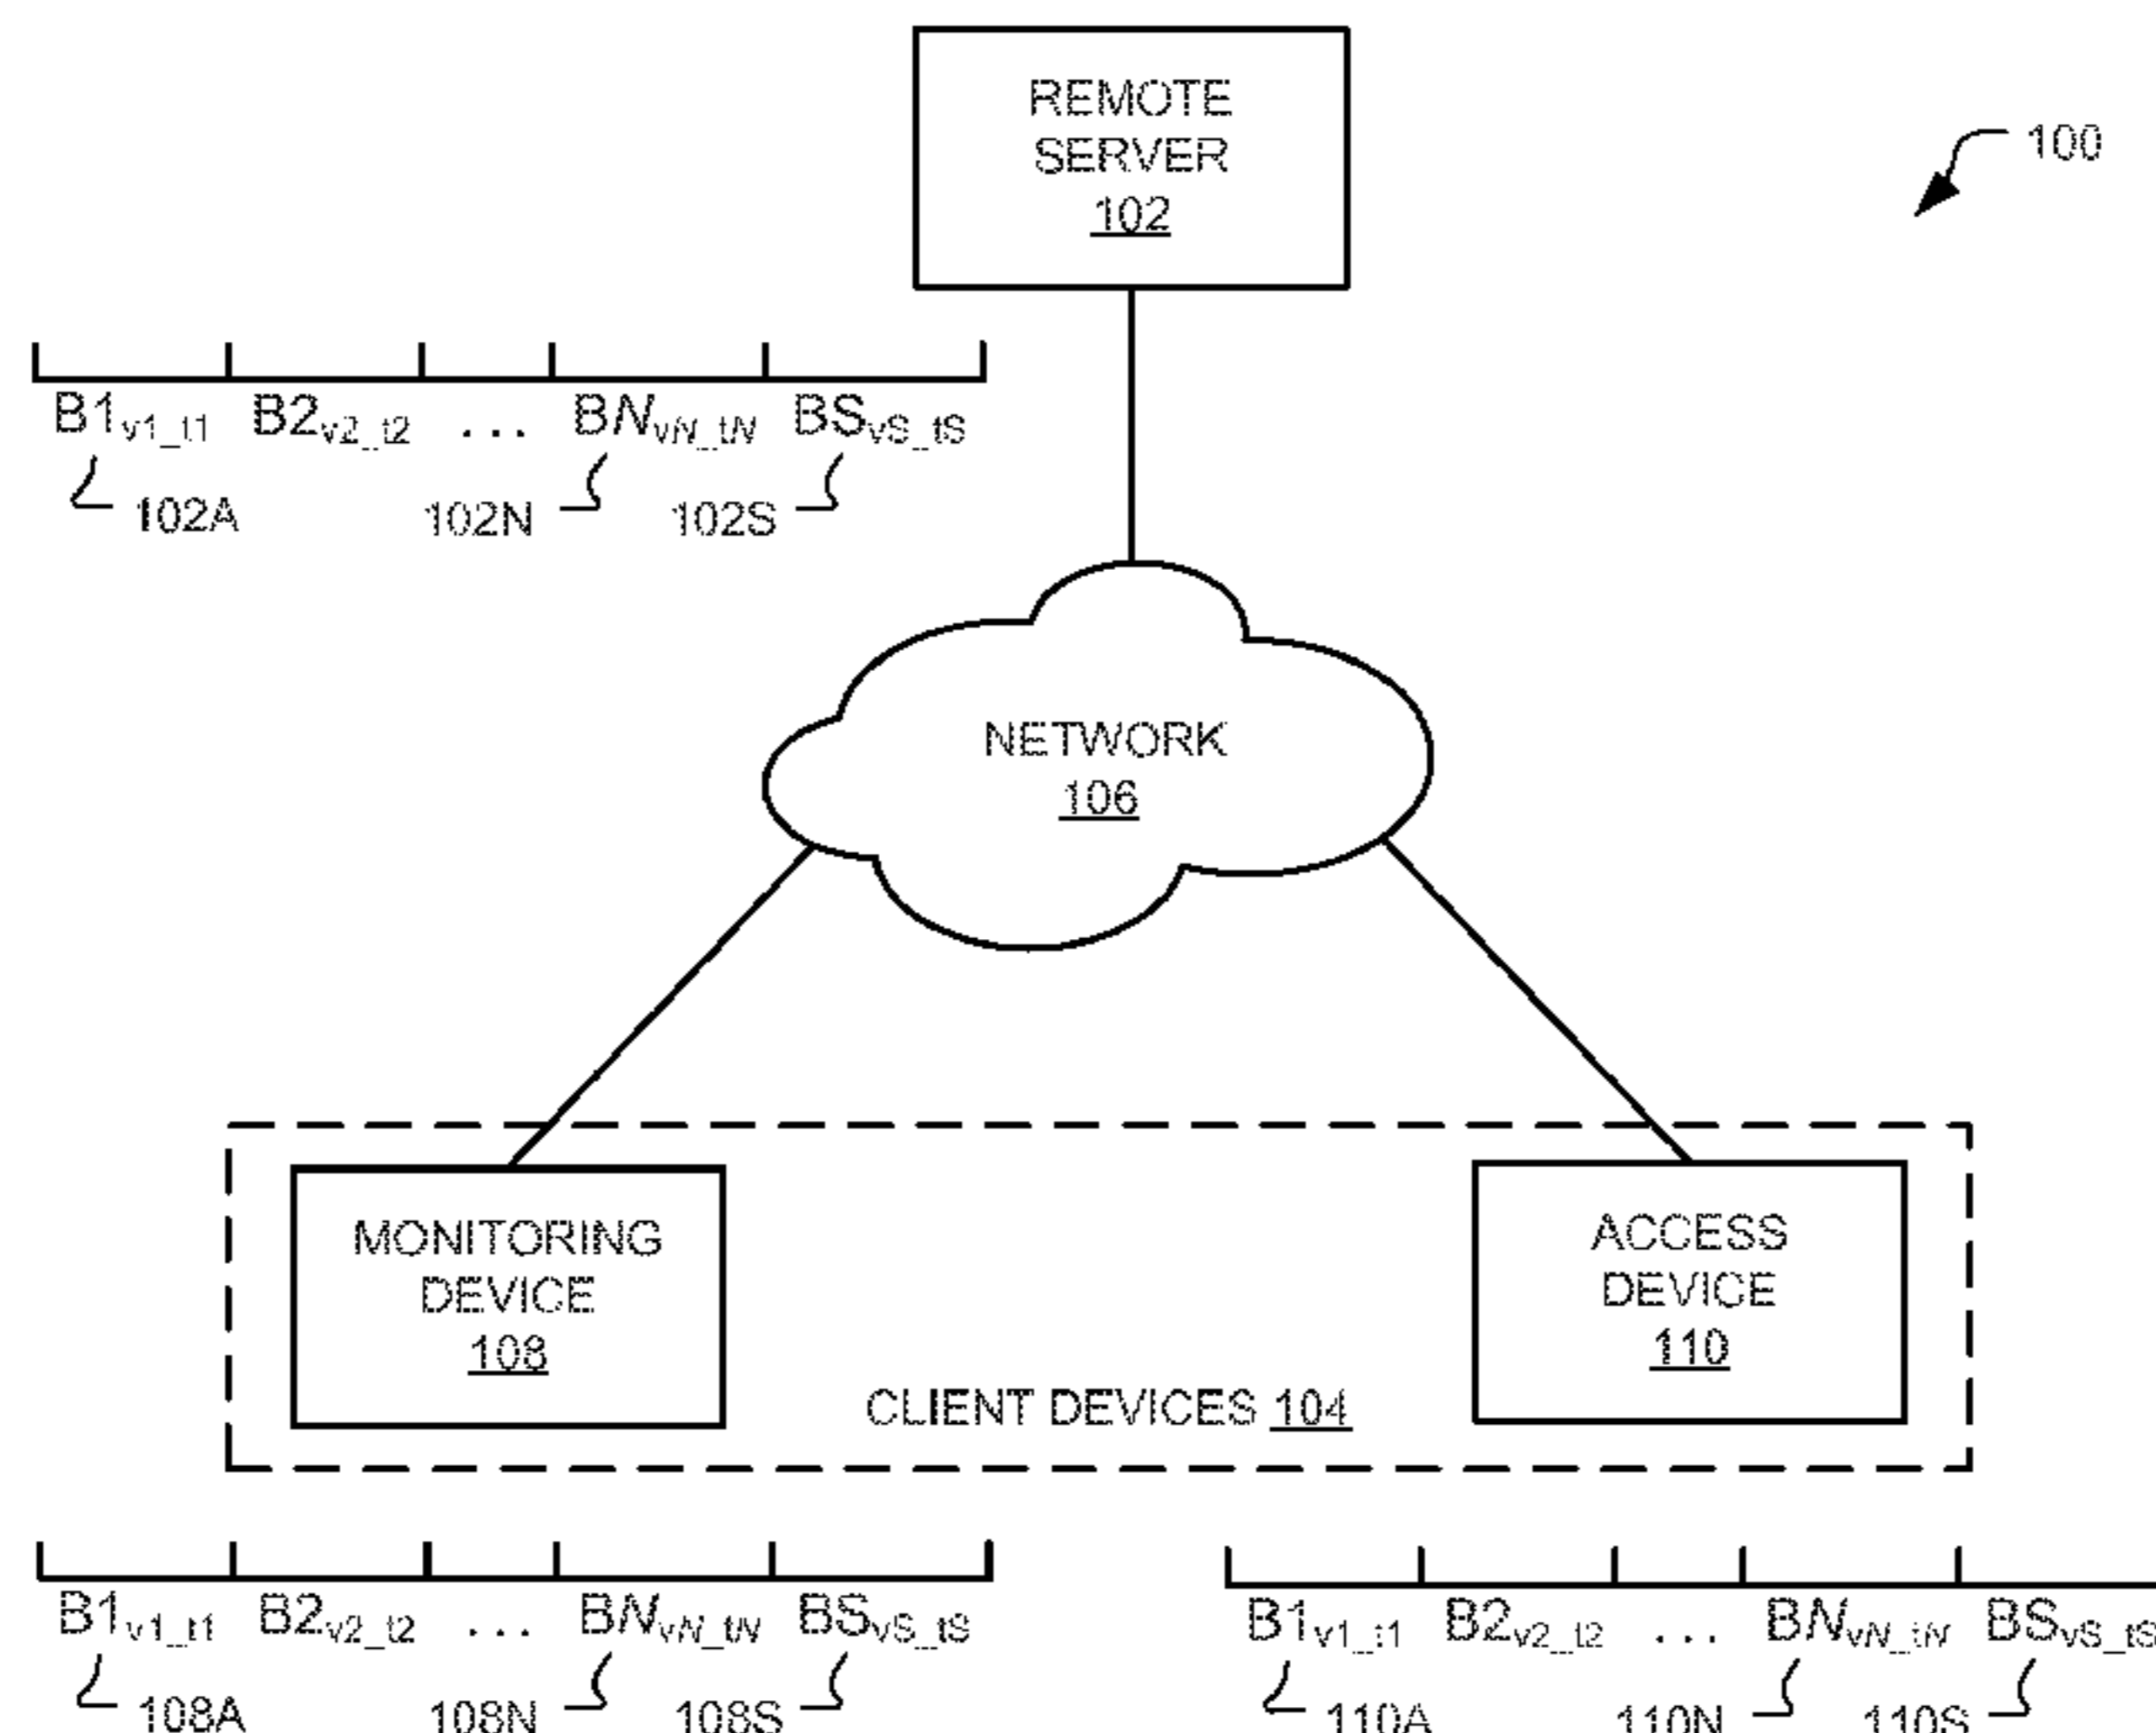 REMOTE
SERVER
102
100
B1v1_t1 B2v2_t2 ... BNvN_tN BSvS_tS
102A 102N 102S
NETWORK
106
MONITORING
DEVICE
108
ACCESS
DEVICE
110
CLIENT DEVICES 104
B1v1_t1 B2v2_t2 ... BNvN_tN BSvS_tS
108A 108N 108S
B1v1_t1 B2v2_t2 ... BNvN_tN BSvS_tS
110A 110N 110S